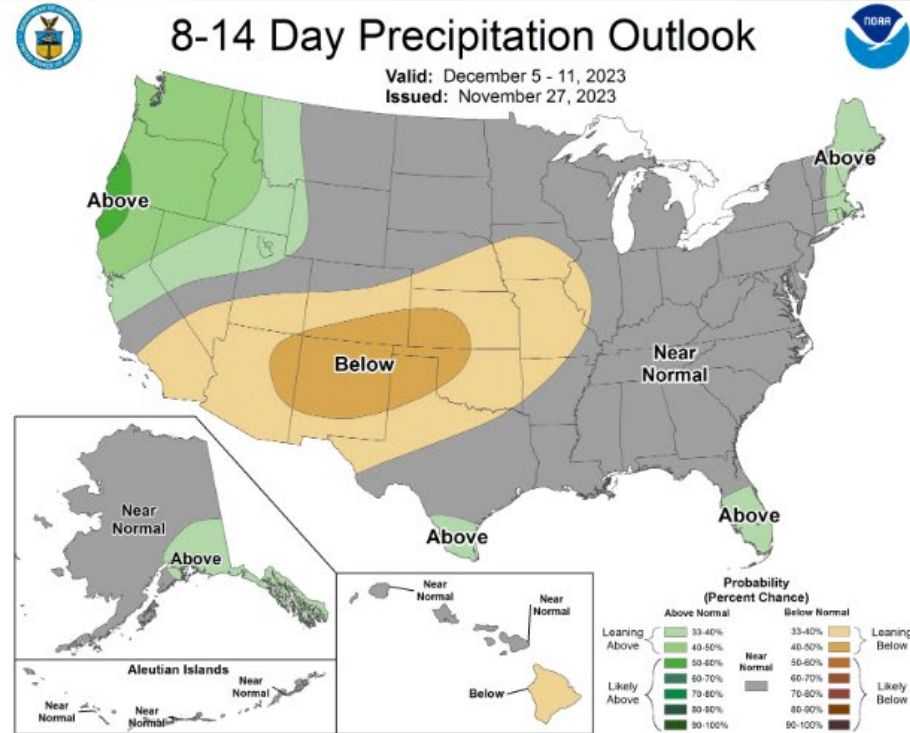 8-14 Day Precipitation Outlook
NOAA
Valid: December 5 - 11, 2023
Issued: November 27, 2023
Above
Above
Below
Near
Normal
Above
Above
Near
Normal
Above
Aleutian Islands
Near
Normal
Near
Normal
Near
Normal
Near
Normal
Near
Normal
Below
Probability
(Percent Chance)
Above Normal Below Normal
Leaning
Above
33-40%
40-50%
Likely
Above
50-60%
60-70%
70-80%
80-90%
90-100%
Near
Normal
33-40%
40-50%
Leaning
Below
50-60%
60-70%
70-80%
80-90%
90-100%
Likely
Below